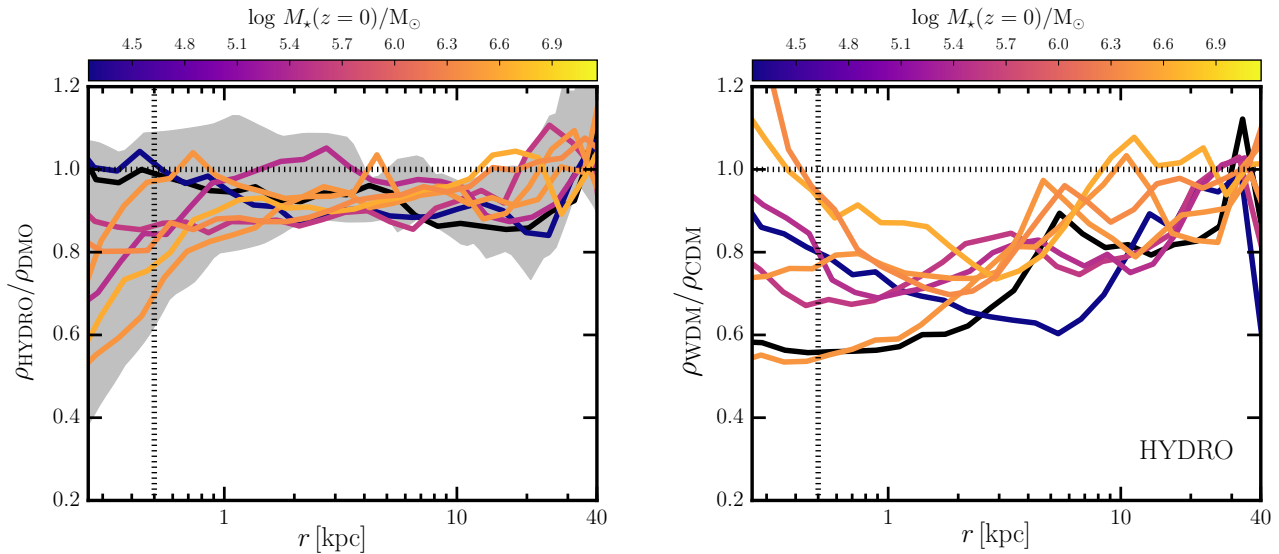 log M⋆(z = 0)/M⊙
4.5 4.8 5.1 5.4 5.7 6.0 6.3 6.6 6.9
1.2
1.0
0.8
0.6
0.4
0.2
ρHYDRO/ρDMO
1 10 40
r [kpc]
log M⋆(z = 0)/M⊙
4.5 4.8 5.1 5.4 5.7 6.0 6.3 6.6 6.9
1.2
1.0
0.8
0.6
0.4
0.2
ρWDM/ρCDM
HYDRO
1 10 40
r [kpc]